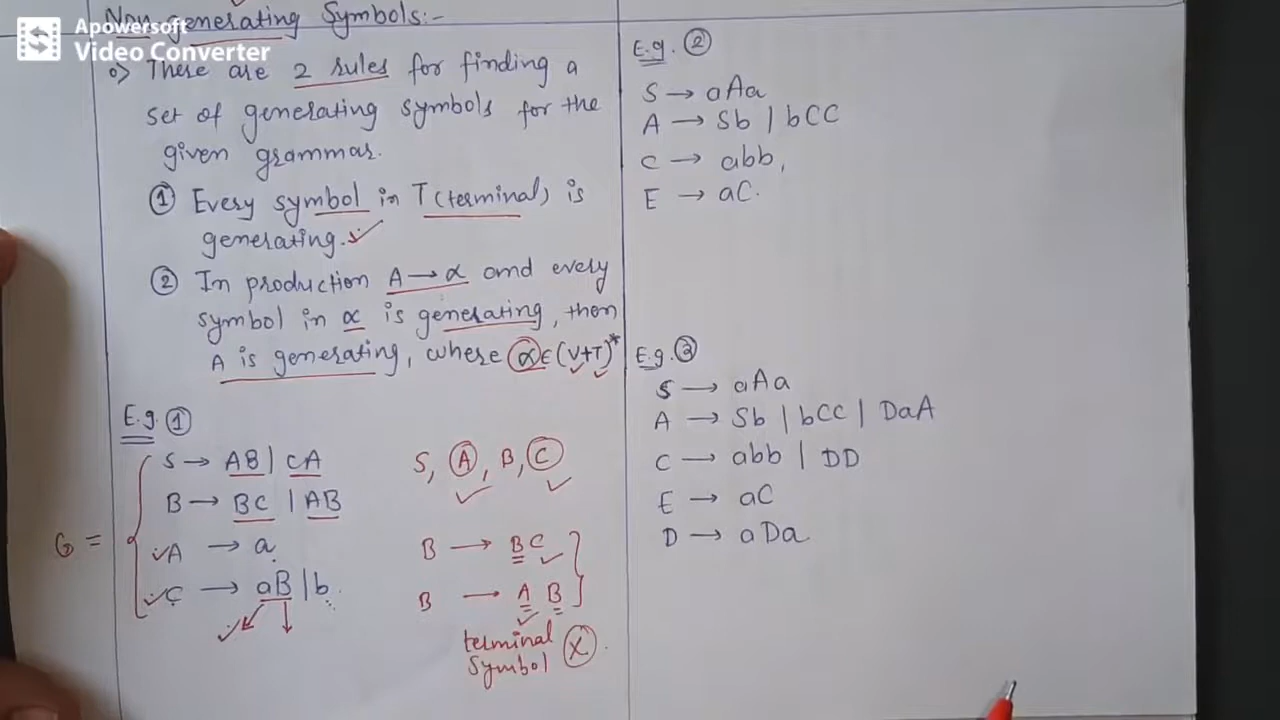 Non generating Symbols:-
Apowersoft
Video Converter
There are 2 rules for finding a
set of generating symbols for the
given grammar.
① Every symbol in T (terminal) is
generating.
② In production A → α and every
symbol in α is generating, then
A is generating, where α ∈ (V+T)*
E.g. ①
G =
S → AB | CA
B → BC | AB
A → a
C → aB | b.
S, A, B, C
B → BC
B → A B
terminal
symbol X.
E.g. ②
S → aAa
A → Sb | bCC
C → abb,
E → aC.
E.g. ③
S → aAa
A → Sb | bCC | DaA
C → abb | DD
E → aC
D → aDa